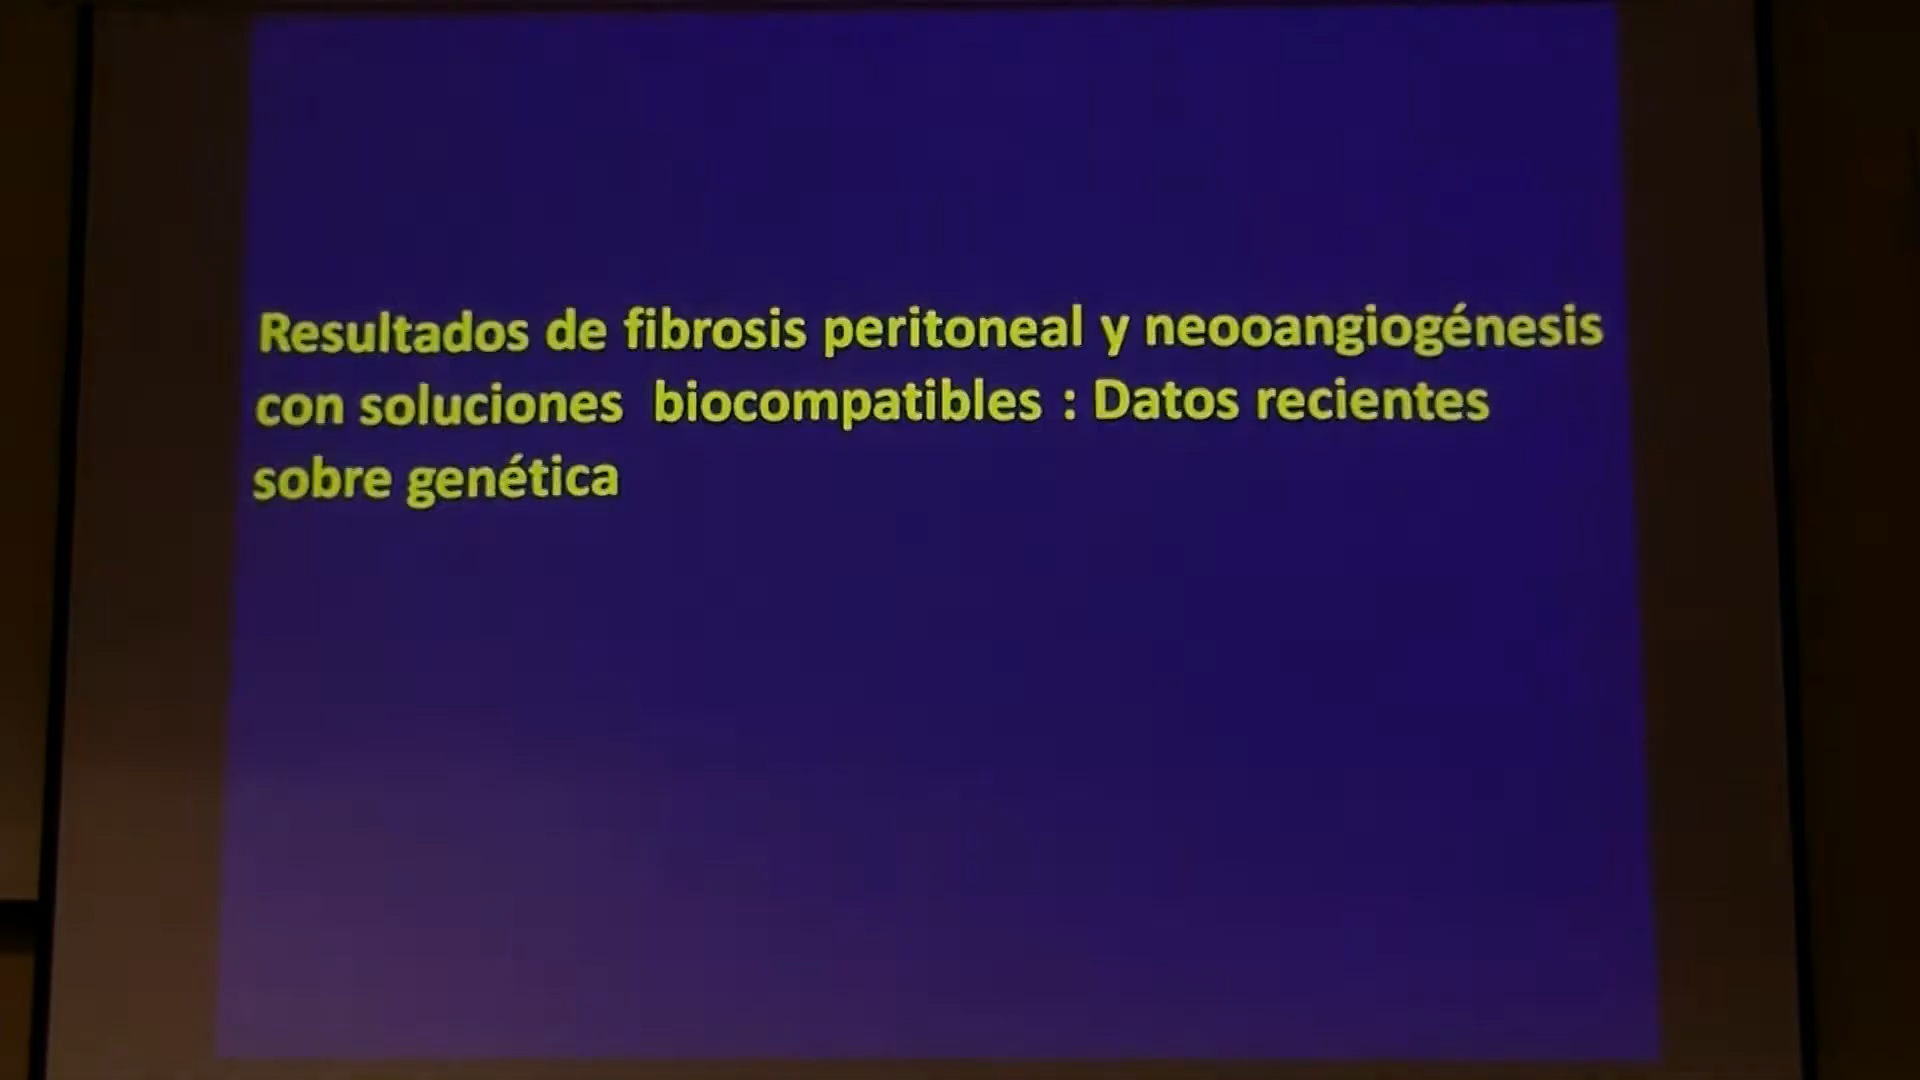 Resultados de fibrosis peritoneal y neooangiogénesis
con soluciones biocompatibles : Datos recientes
sobre genética